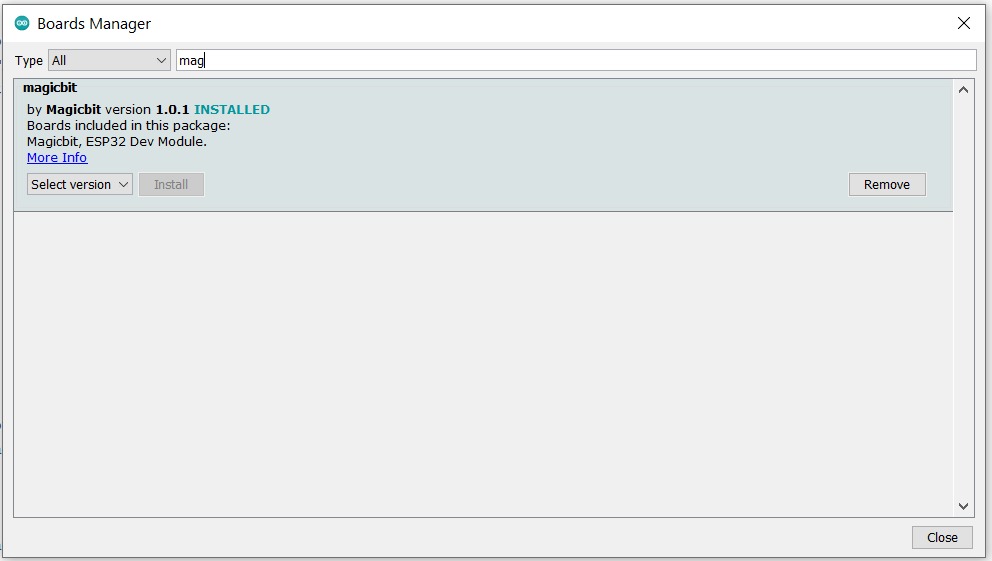 Boards Manager
Type All mag
magicbit
by Magicbit version 1.0.1 INSTALLED
Boards included in this package:
Magicbit, ESP32 Dev Module.
More Info
Select version Install Remove
Close